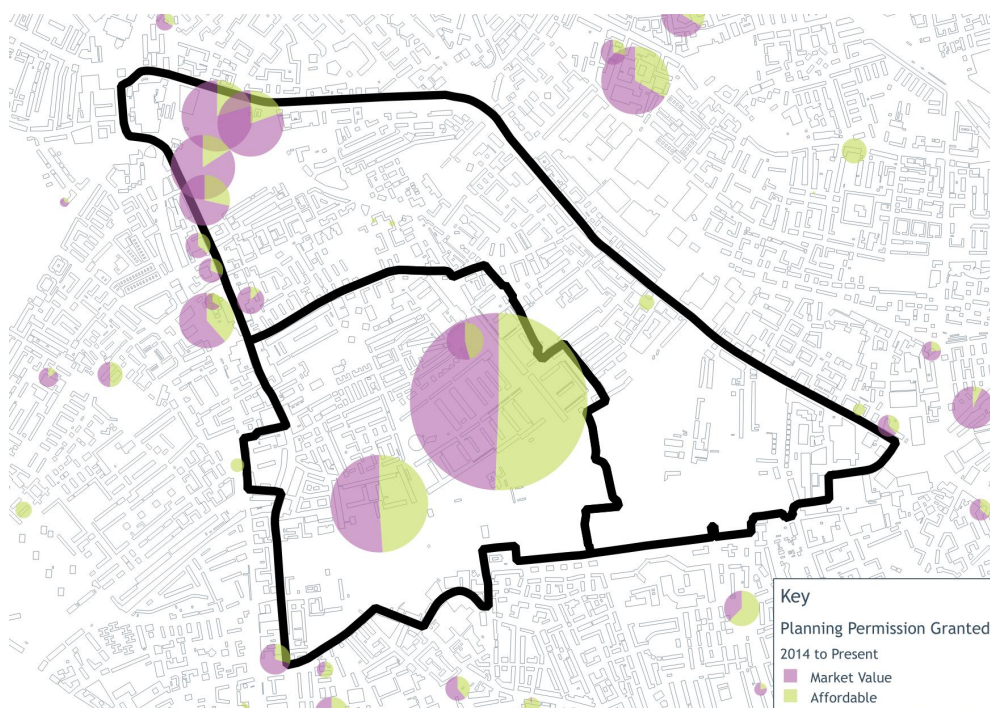 Key
Planning Permission Granted
2014 to Present
Market Value
Affordable